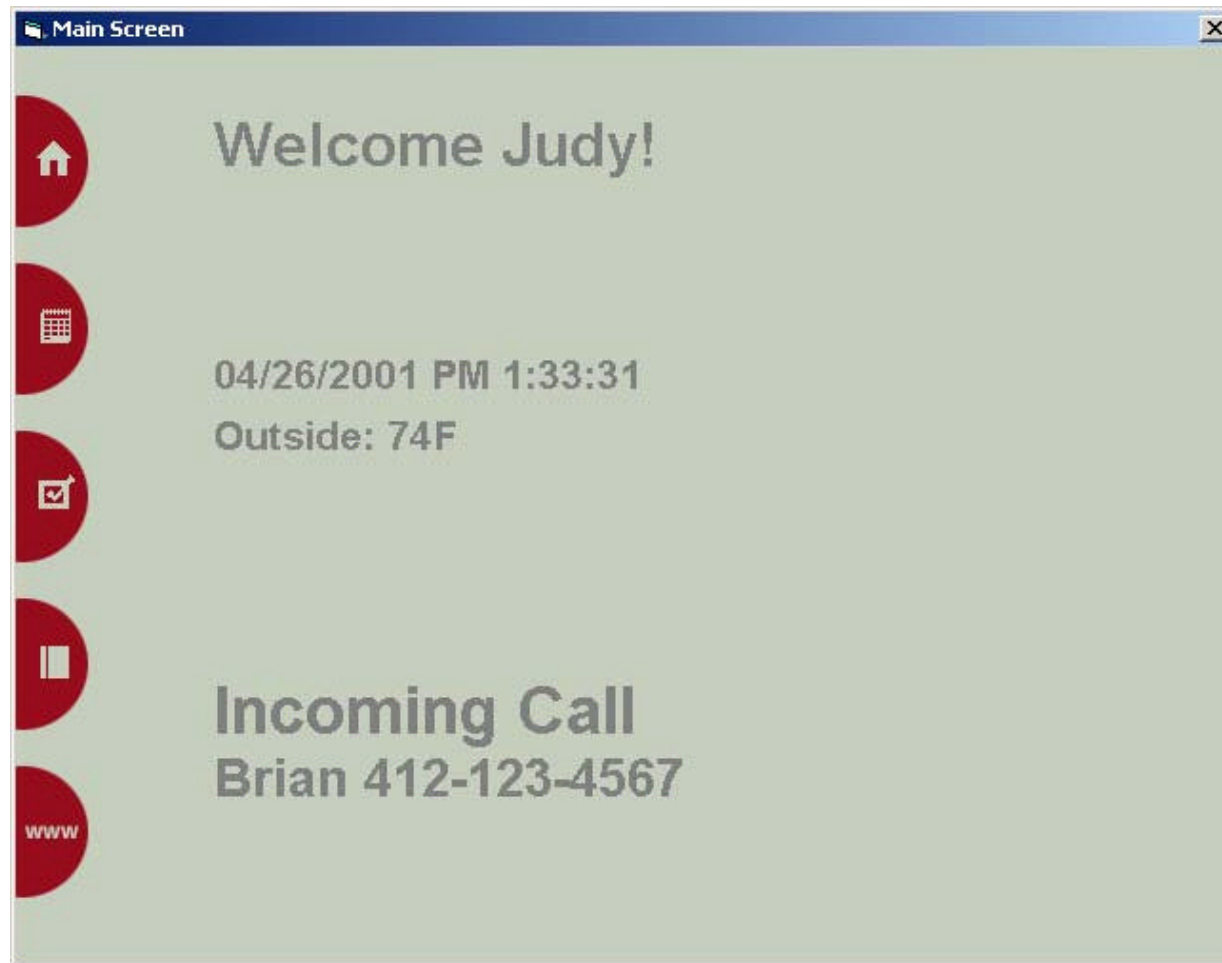 Main Screen
Welcome Judy!
04/26/2001 PM 1:33:31
Outside: 74F
Incoming Call
Brian 412-123-4567
www